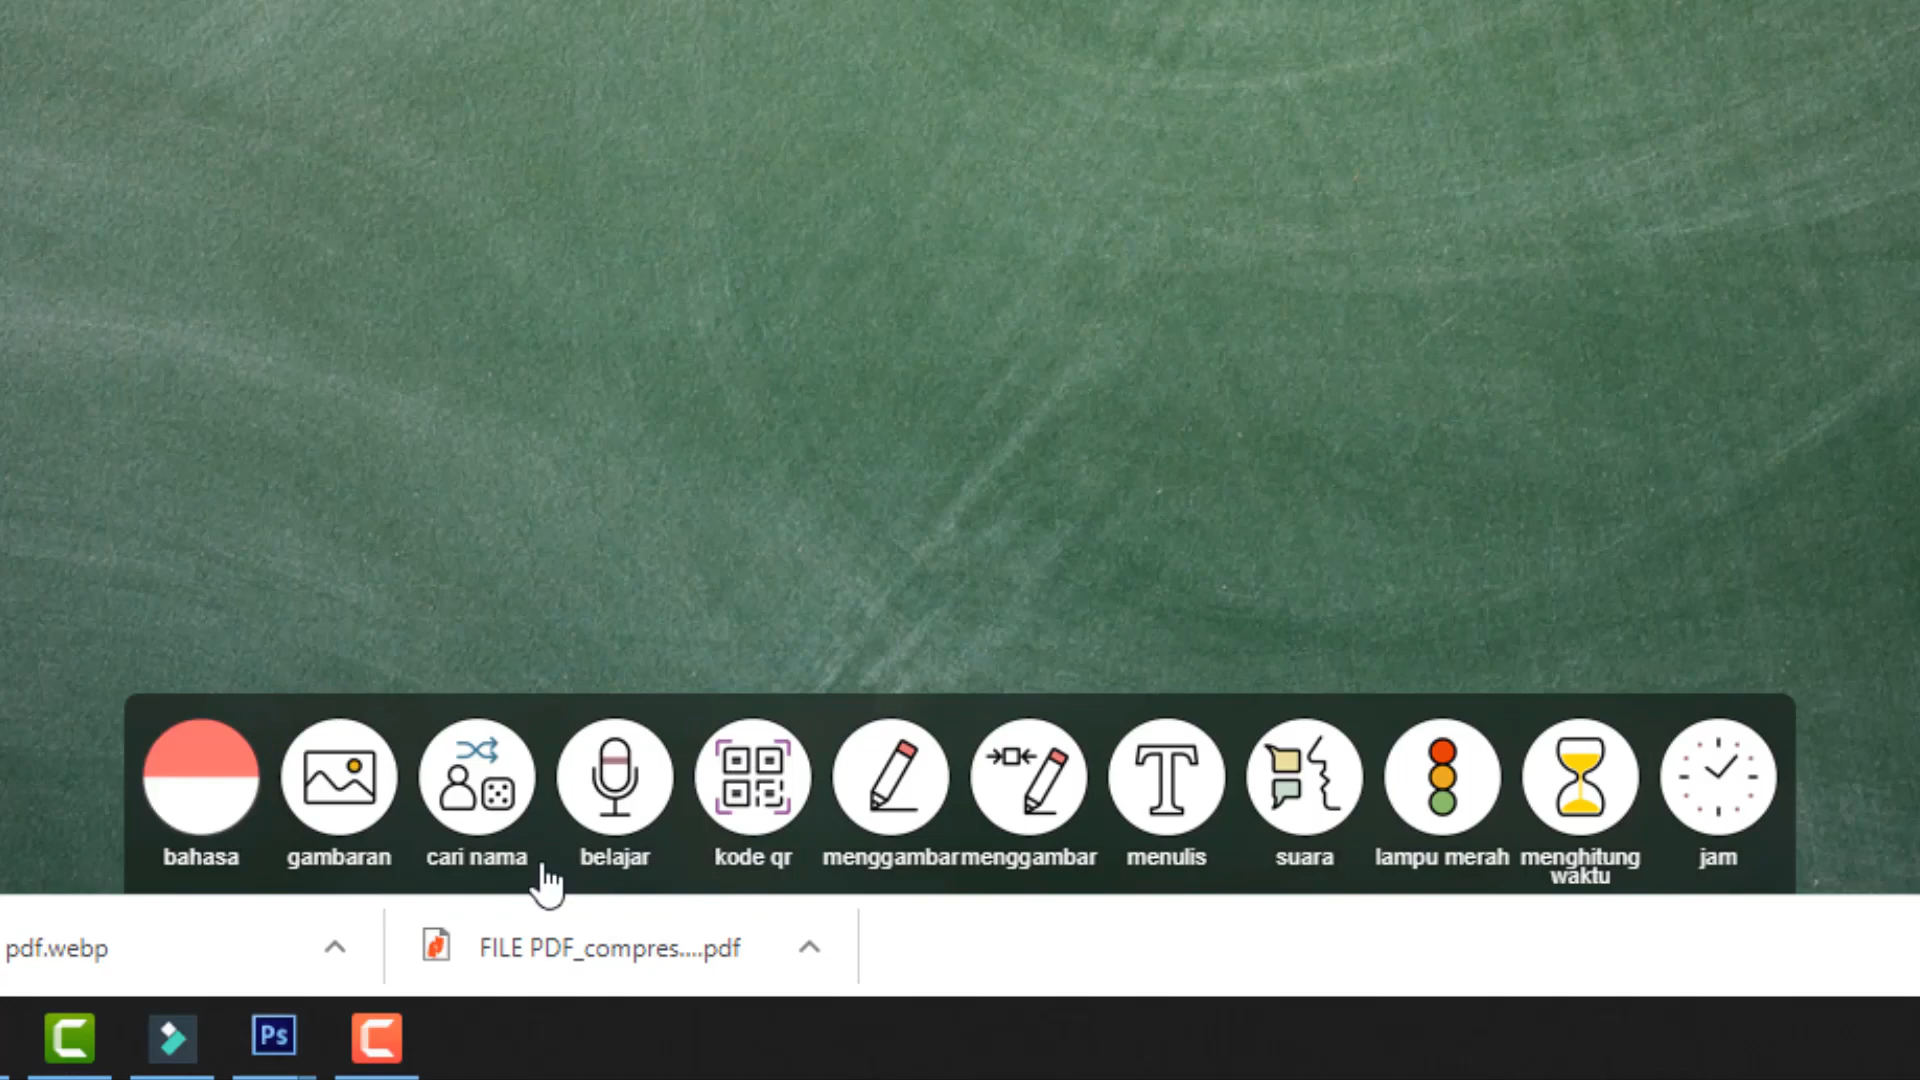 bahasa
gambaran
cari nama
belajar
kode qr
menggambar
menggambar
menulis
suara
lampu merah
menghitung
waktu
jam
pdf.webp
FILE PDF_compres....pdf
Ps